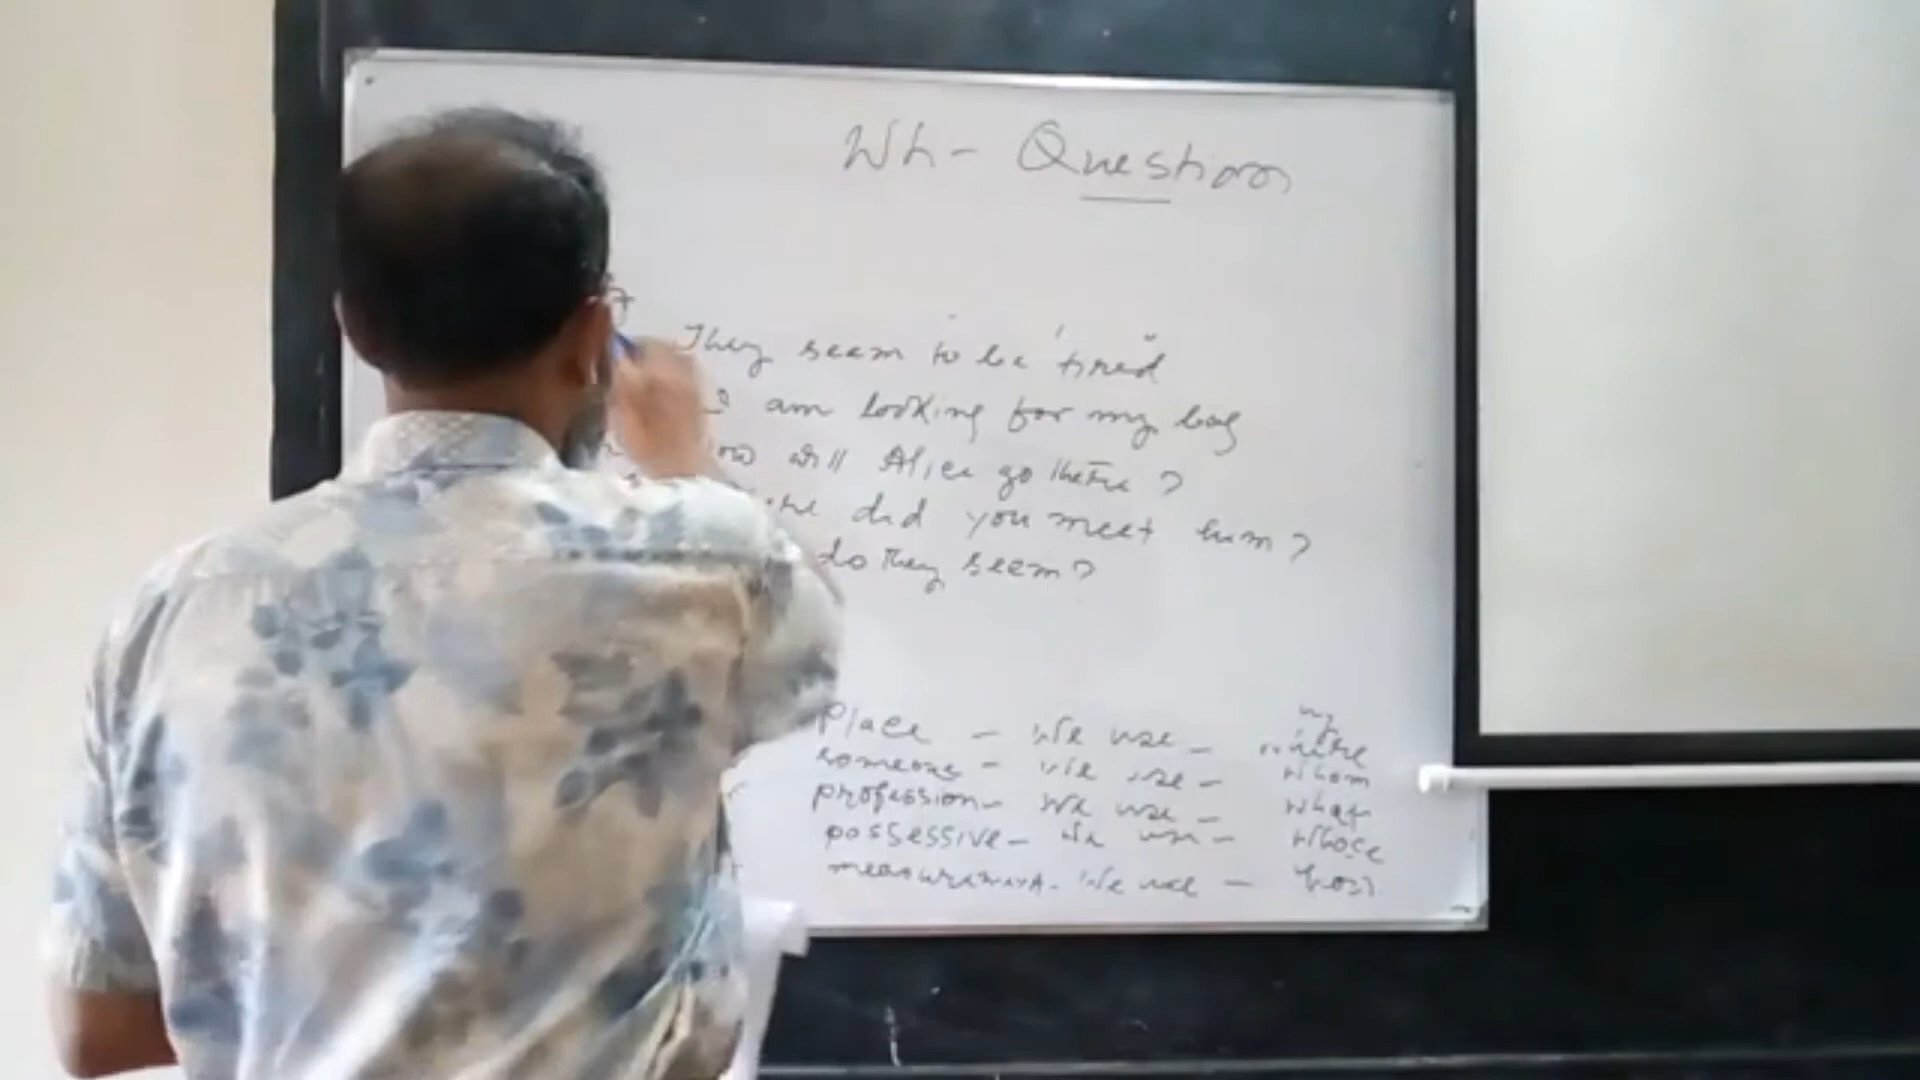 Wh- Question
They seem to be tired
I am looking for my bag
How will Alice go there?
did you meet him?
do they seem?
Place - We use - where
someone - we use - whom
profession - We use - what
possessive - We use - whose
measurement - We use - how